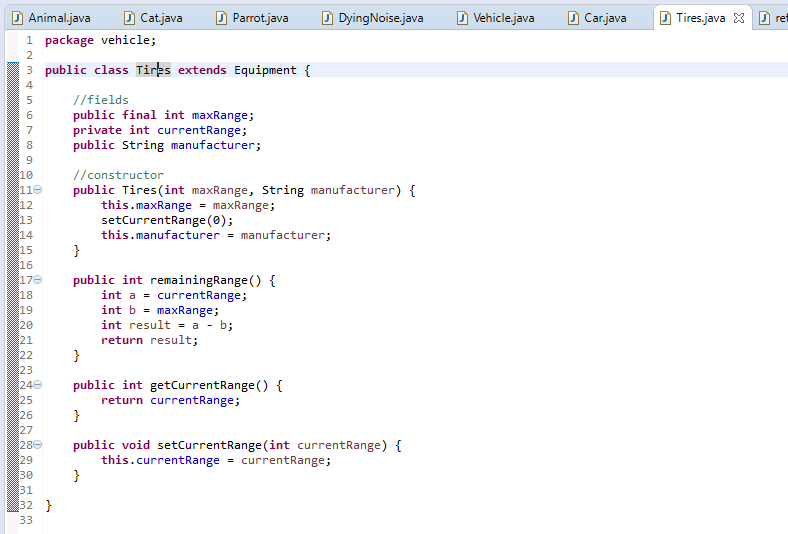 Animal.java Cat.java Parrot.java DyingNoise.java Vehicle.java Car.java Tires.java ref
1 package vehicle;
2
3 public class Tires extends Equipment {
4
5     //fields
6     public final int maxRange;
7     private int currentRange;
8     public String manufacturer;
9
10     //constructor
11     public Tires(int maxRange, String manufacturer) {
12         this.maxRange = maxRange;
13         setCurrentRange(0);
14         this.manufacturer = manufacturer;
15     }
16
17     public int remainingRange() {
18         int a = currentRange;
19         int b = maxRange;
20         int result = a - b;
21         return result;
22     }
23
24     public int getCurrentRange() {
25         return currentRange;
26     }
27
28     public void setCurrentRange(int currentRange) {
29         this.currentRange = currentRange;
30     }
31
32 }
33